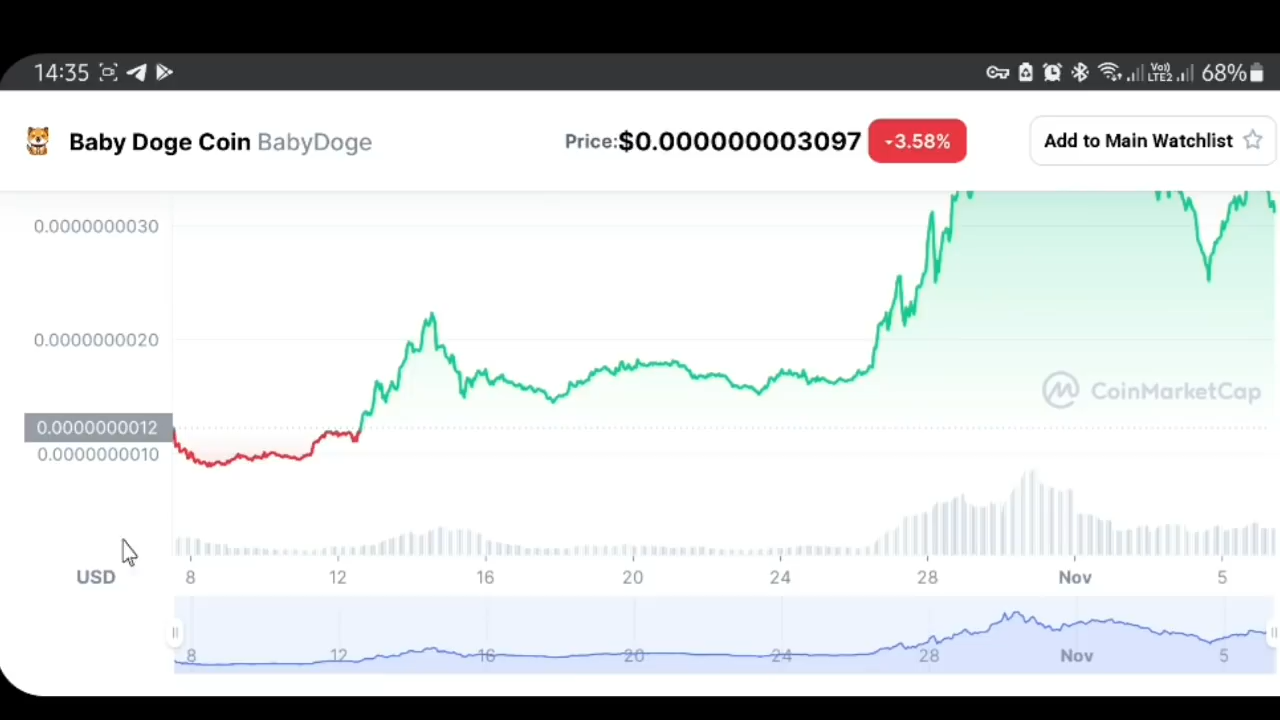 14:35 Vo)) LTE2 68%
Baby Doge Coin BabyDoge Price:$0.000000003097 -3.58% Add to Main Watchlist
0.0000000030
0.0000000020
CoinMarketCap
0.0000000012
0.0000000010
USD 8 12 16 20 24 28 Nov 5
8 12 16 20 24 28 Nov 5